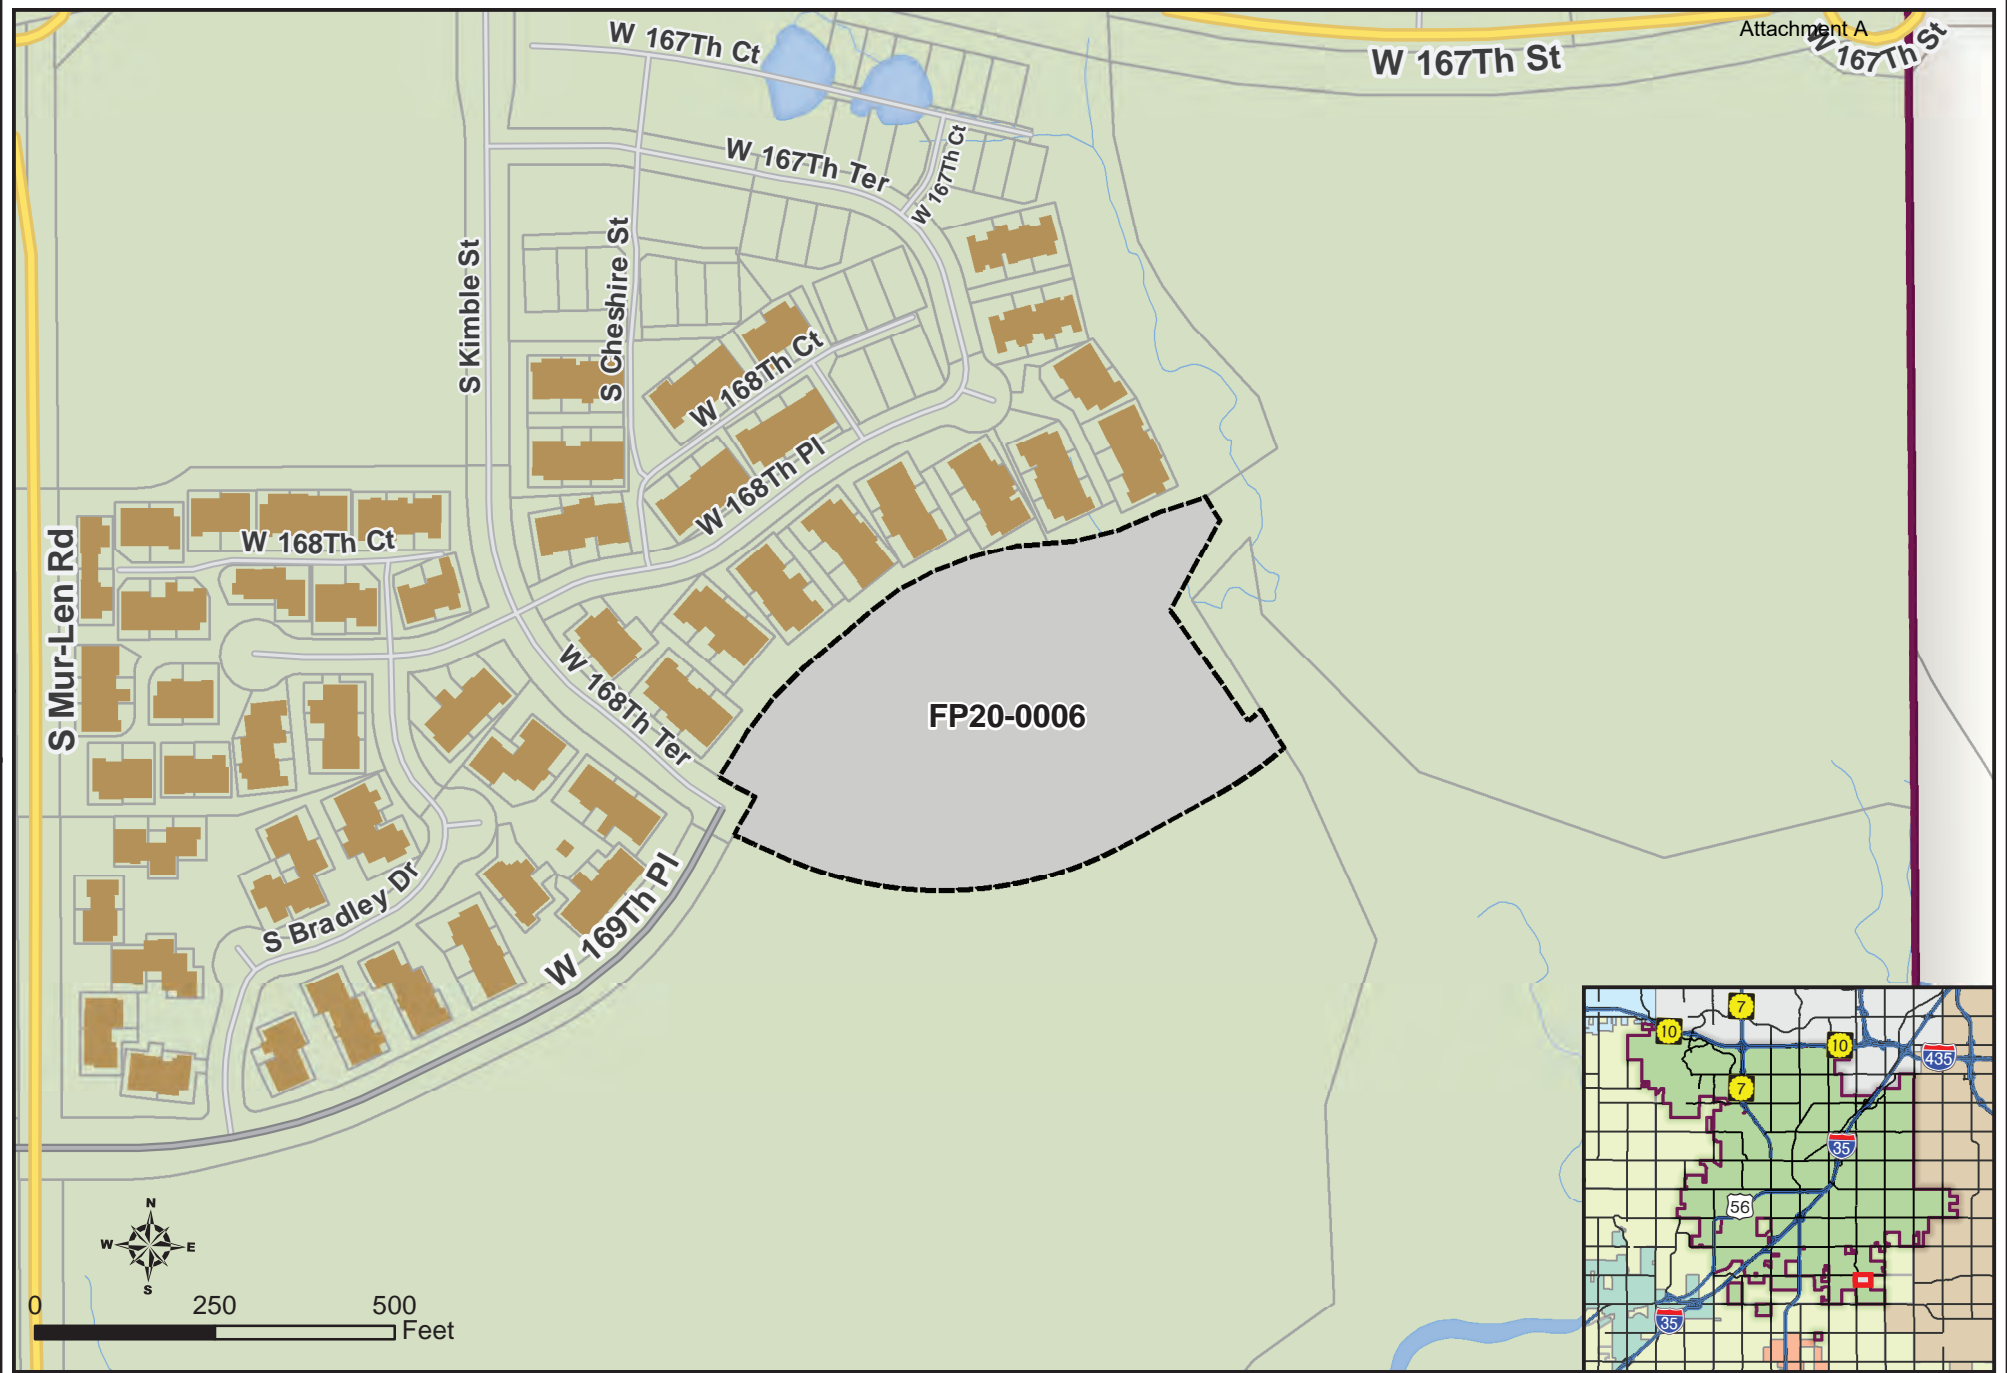 Attachment A
W 167Th St
W 167Th St
W 167Th Ct
W 167Th Ter
W 167Th Ct
S Kimble St
S Cheshire St
W 168Th Ct
W 168Th Pl
S Mur-Len Rd
W 168Th Ct
W 168Th Ter
FP20-0006
S Bradley Dr
W 169Th Pl
N
W
E
S
0
250
500
Feet
7
10
10
435
7
35
56
35